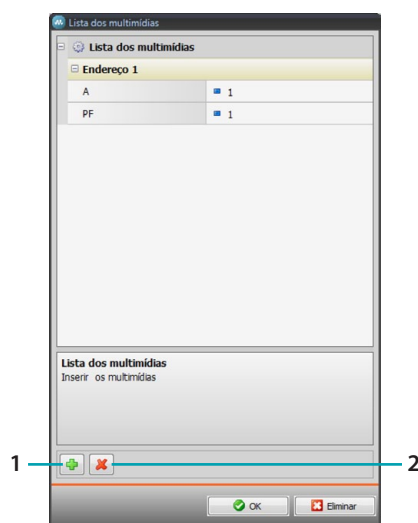 Lista dos multimídias
Lista dos multimídias
Endereço 1
A 1
PF 1
Lista dos multimídias
Inserir os multimídias
1 2
OK Eliminar